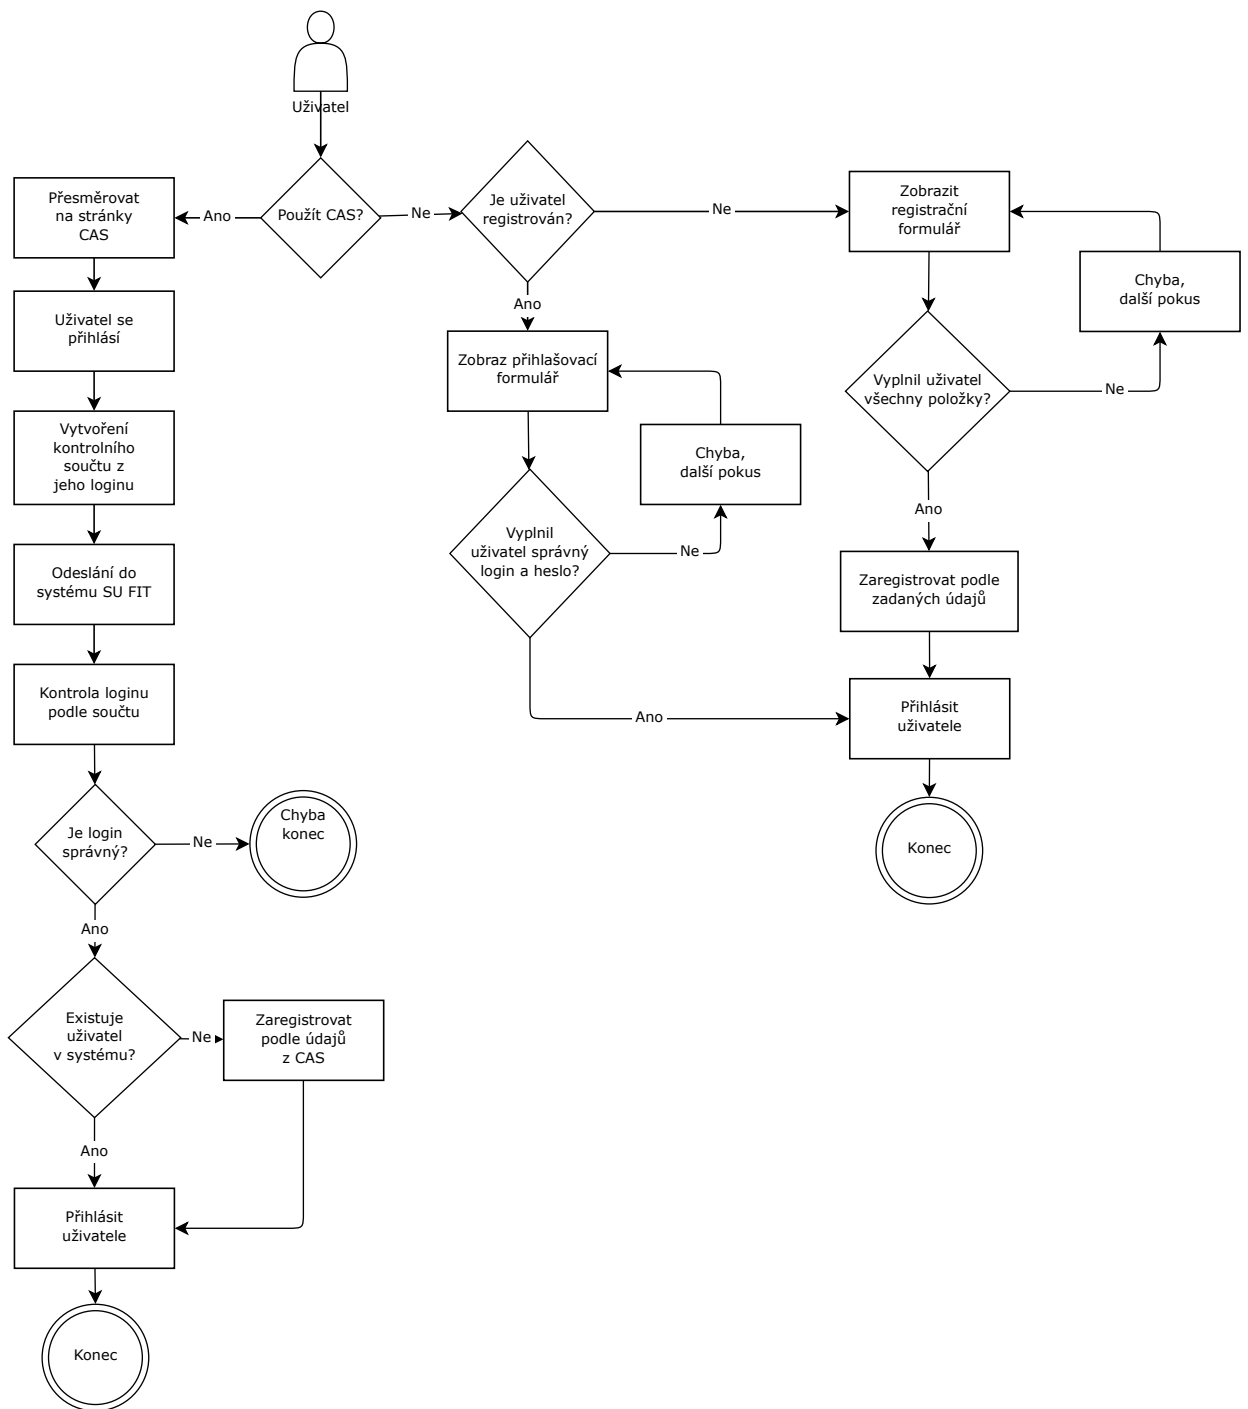 Uživatel
Použít CAS?
Ano
Ne
Přesměrovat
na stránky
CAS
Uživatel se
přihlásí
Vytvoření
kontrolního
součtu z
jeho loginu
Odeslání do
systému SU FIT
Kontrola loginu
podle součtu
Je login
správný?
Ne
Chyba
konec
Ano
Existuje
uživatel
v systému?
Ne
Zaregistrovat
podle údajů
z CAS
Ano
Přihlásit
uživatele
Konec
Je uživatel
registrován?
Ne
Ano
Zobraz přihlašovací
formulář
Chyba,
další pokus
Vyplnil
uživatel správný
login a heslo?
Ne
Ano
Zobrazit
registrační
formulář
Chyba,
další pokus
Vyplnil uživatel
všechny položky?
Ne
Ano
Zaregistrovat podle
zadaných údajů
Přihlásit
uživatele
Konec